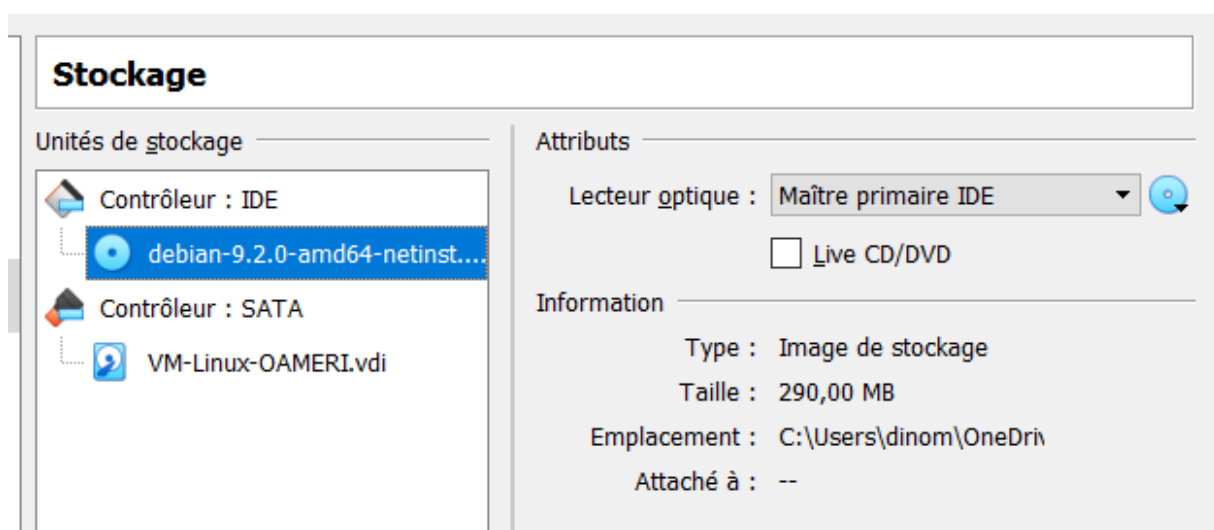 Stockage
Unités de stockage
Contrôleur : IDE
debian-9.2.0-amd64-netinst....
Contrôleur : SATA
VM-Linux-OAMERI.vdi
Attributs
Lecteur optique : Maître primaire IDE
Live CD/DVD
Information
Type : Image de stockage
Taille : 290,00 MB
Emplacement : C:\Users\dinom\OneDriv
Attaché à : --